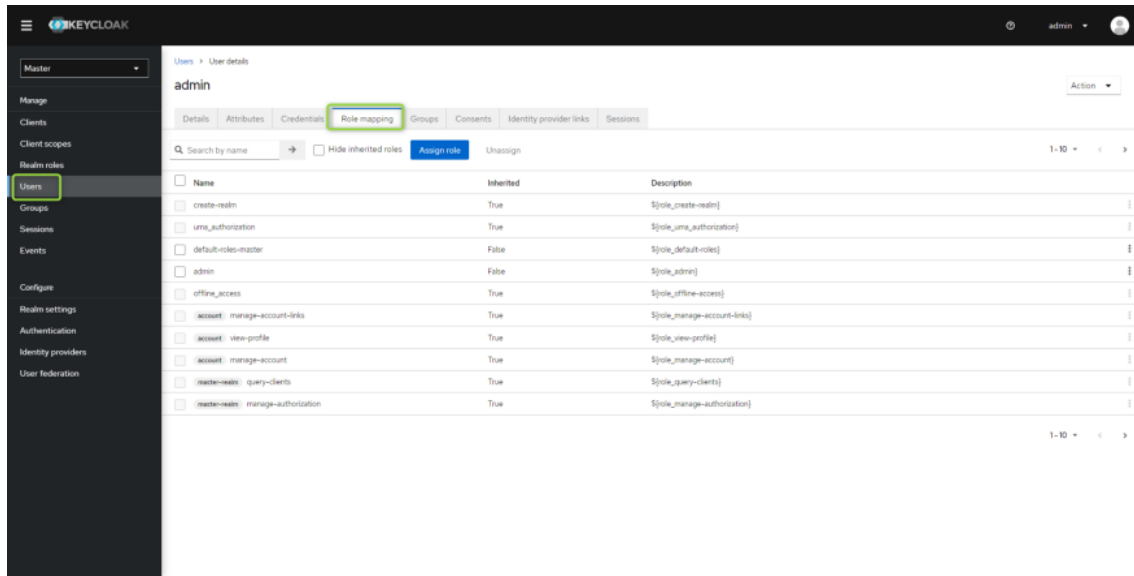 KEYCLOAK
admin
Master
Manage
Clients
Client scopes
Realm roles
Users
Groups
Sessions
Events
Configure
Realm settings
Authentication
Identity providers
User federation
Users > User details
admin
Action
Details Attributes Credentials Role mapping Groups Consents Identity provider links Sessions
Search by name → Hide inherited roles Assign role Unassign 1-10
Name Inherited Description
create-realm True ${role_create-realm}
uma_authorization True ${role_uma_authorization}
default-roles-master False ${role_default-roles}
admin False ${role_admin}
offline_access True ${role_offline-access}
account manage-account-links True ${role_manage-account-links}
account view-profile True ${role_view-profile}
account manage-account True ${role_manage-account}
master-realm query-clients True ${role_query-clients}
master-realm manage-authorization True ${role_manage-authorization}
1-10